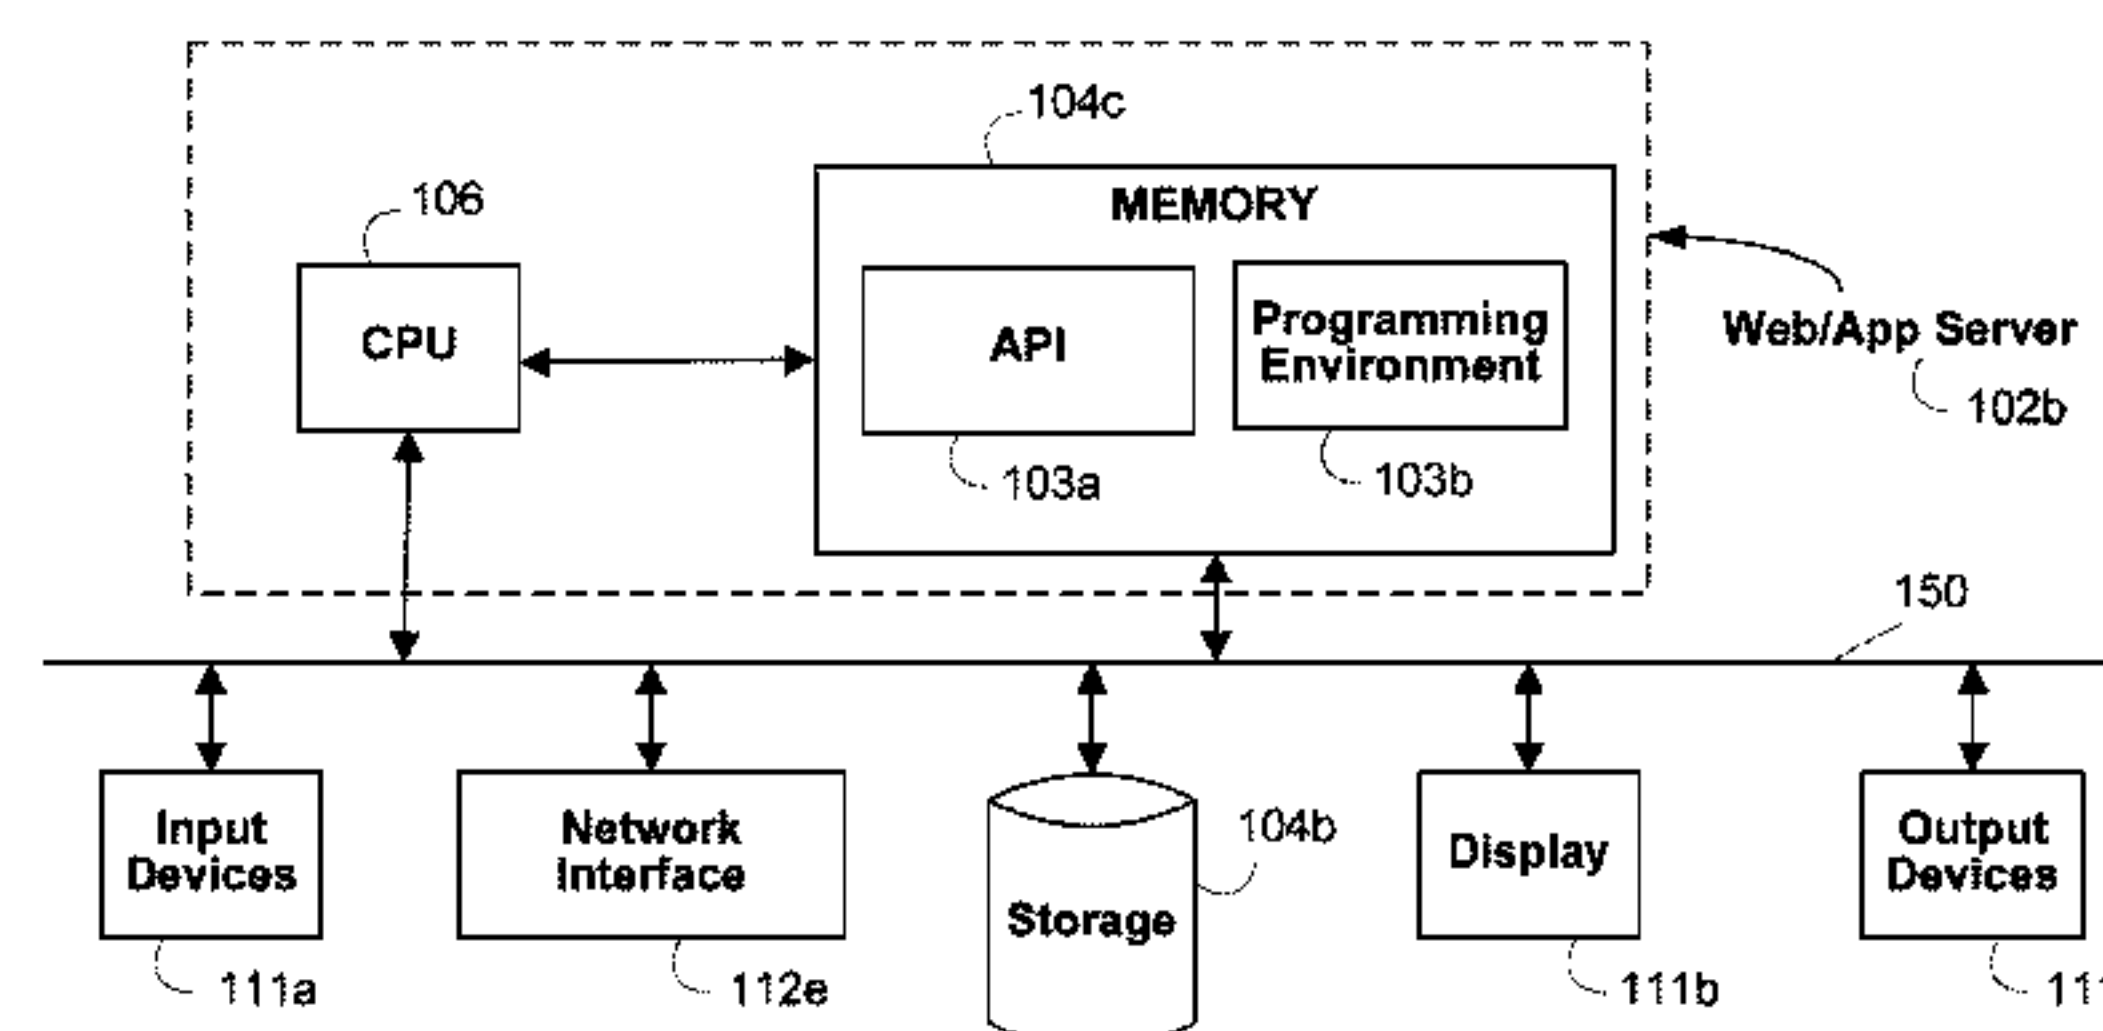 104c
MEMORY
106
CPU
API
Programming
Environment
Web/App Server
102b
103a
103b
150
Input
Devices
Network
Interface
Storage
104b
Display
Output
Devices
111a
112e
111b